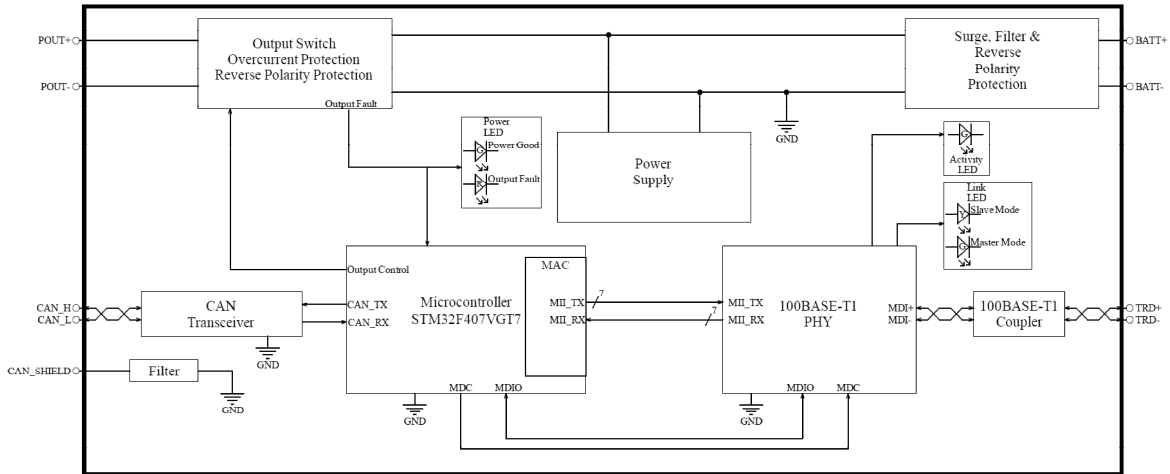 POUT+
POUT-
Output Switch
Overcurrent Protection
Reverse Polarity Protection
Output Fault
Surge, Filter &
Reverse
Polarity
Protection
BATT+
BATT-
GND
Power
LED
G
Power Good
R
Output Fault
Power
Supply
G
Activity
LED
Link
LED
Y
Slave Mode
G
Master Mode
CAN_H
CAN_L
CAN
Transceiver
GND
CAN_SHIELD
Filter
GND
Output Control
CAN_TX
CAN_RX
Microcontroller
STM32F407VGT7
MAC
MII_TX
MII_RX
MDC
MDIO
GND
7
7
MII_TX
MII_RX
100BASE-T1
PHY
MDI+
MDI-
MDIO
MDC
GND
100BASE-T1
Coupler
TRD+
TRD-